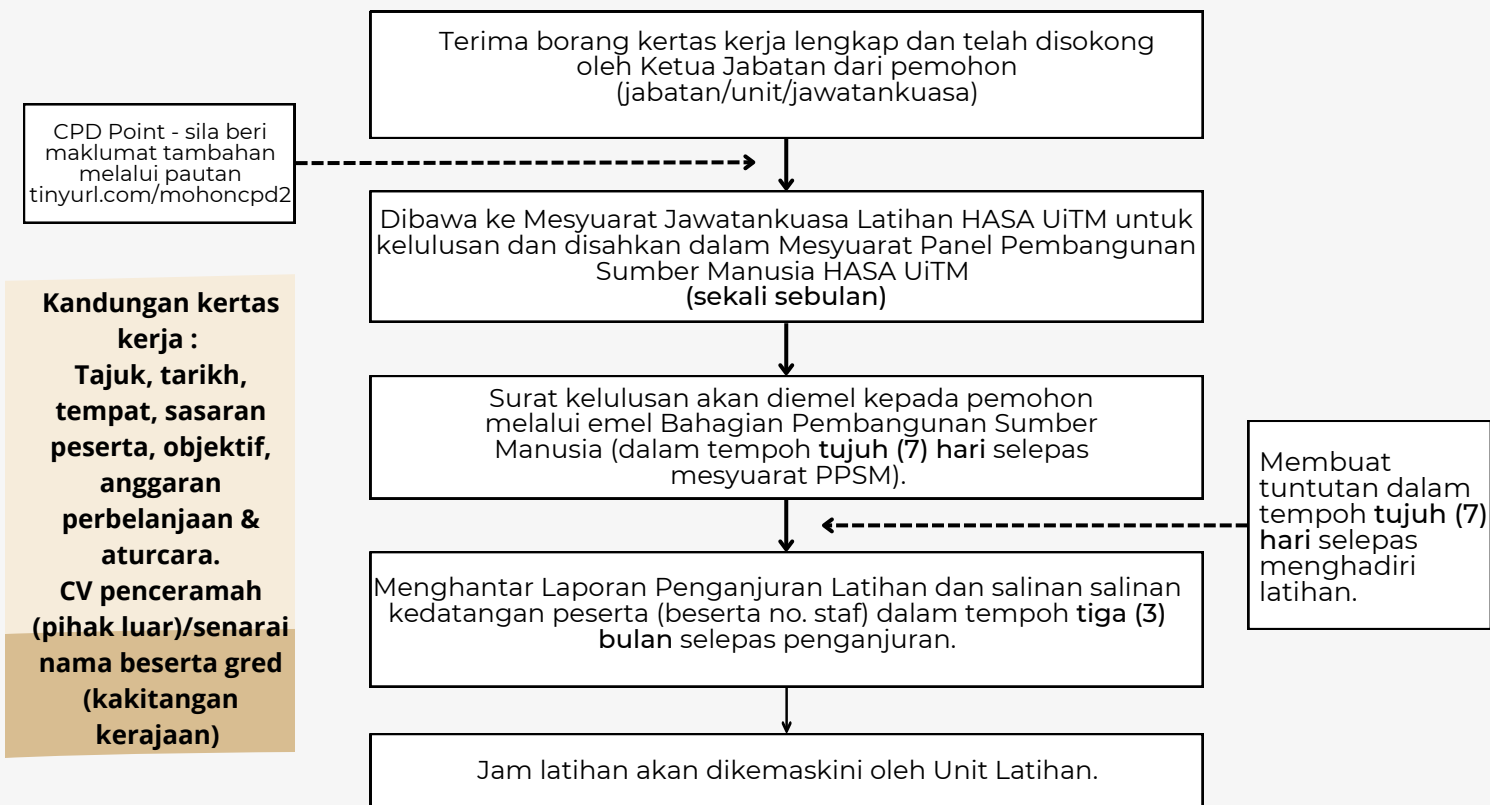 Terima borang kertas kerja lengkap dan telah disokong
oleh Ketua Jabatan dari pemohon
(jabatan/unit/jawatankuasa)
CPD Point - sila beri
maklumat tambahan
melalui pautan
tinyurl.com/mohoncpd2
Dibawa ke Mesyuarat Jawatankuasa Latihan HASA UiTM untuk
kelulusan dan disahkan dalam Mesyuarat Panel Pembangunan
Sumber Manusia HASA UiTM
(sekali sebulan)
Kandungan kertas
kerja :
Tajuk, tarikh,
tempat, sasaran
peserta, objektif,
anggaran
perbelanjaan &
aturcara.
CV penceramah
(pihak luar)/senarai
nama beserta gred
(kakitangan
kerajaan)
Surat kelulusan akan diemel kepada pemohon
melalui emel Bahagian Pembangunan Sumber
Manusia (dalam tempoh tujuh (7) hari selepas
mesyuarat PPSM).
Membuat
tuntutan dalam
tempoh tujuh (7)
hari selepas
menghadiri
latihan.
Menghantar Laporan Penganjuran Latihan dan salinan salinan
kedatangan peserta (beserta no. staf) dalam tempoh tiga (3)
bulan selepas penganjuran.
Jam latihan akan dikemaskini oleh Unit Latihan.